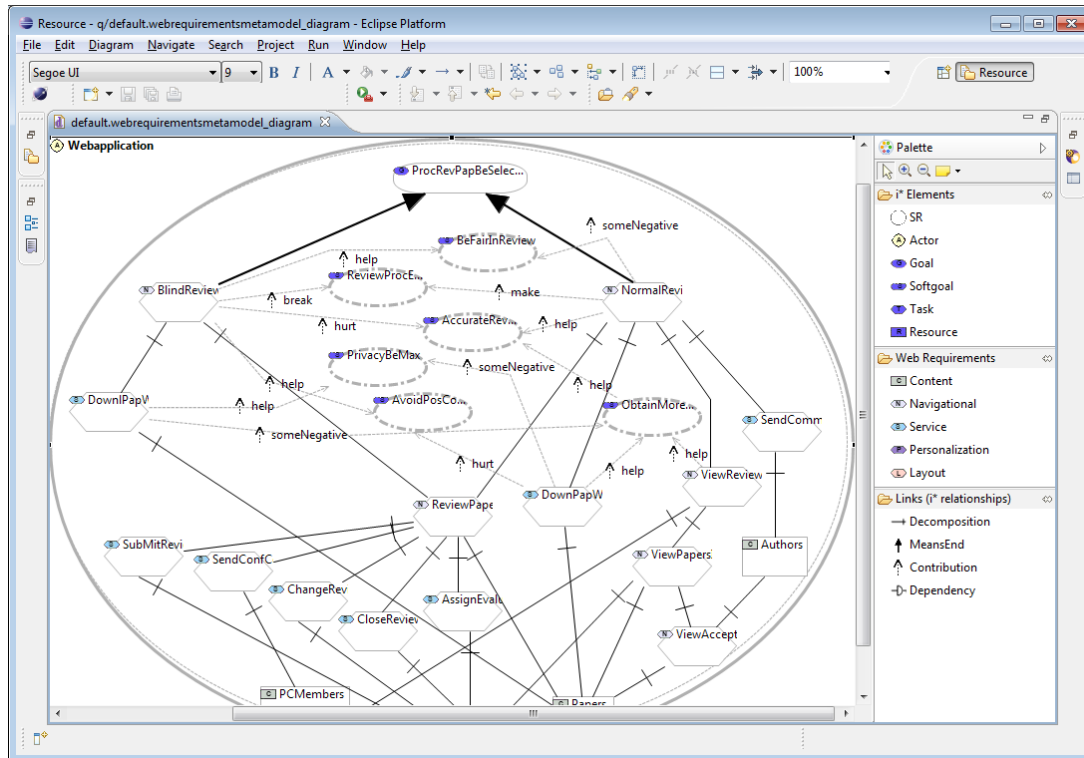 Resource - q/default.webrequirementsmetamodel_diagram - Eclipse Platform
File Edit Diagram Navigate Search Project Run Window Help
Segoe UI 9 B I A 100% Resource
default.webrequirementsmetamodel_diagram
Webapplication
ProcRevPapBeSelec...
someNegative
BeFairInReview
help
ReviewProcE...
BlindReview
NormalRevi
break
make
AccurateRev...
hurt
help
PrivacyBeMax
someNegative
help
help
DownlPapW
AvoidPosCo...
ObtainMore...
help
SendComm
someNegative
hurt
help
help
ViewReview
DownPapW
ReviewPape
SubMitRevi
Authors
SendConfC
ViewPapers
ChangeRev
AssignEvalu
CloseReview
ViewAccept
PCMembers
Papers
Palette
i* Elements
SR
Actor
Goal
Softgoal
Task
Resource
Web Requirements
Content
Navigational
Service
Personalization
Layout
Links (i* relationships)
Decomposition
MeansEnd
Contribution
Dependency